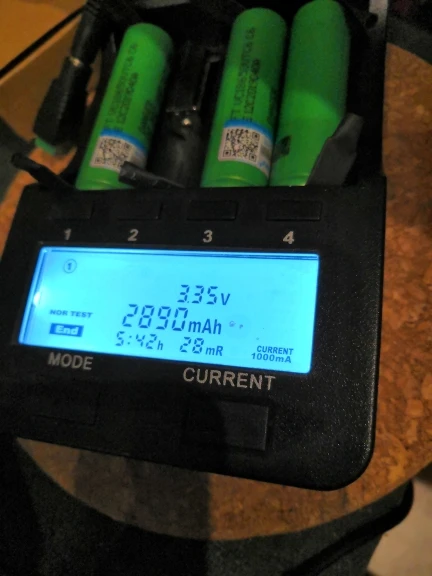 1 2 3 4
1
3.35V
NOR TEST
2890mAh
End
5:42h 28mR
CURRENT
1000mA
MODE
CURRENT